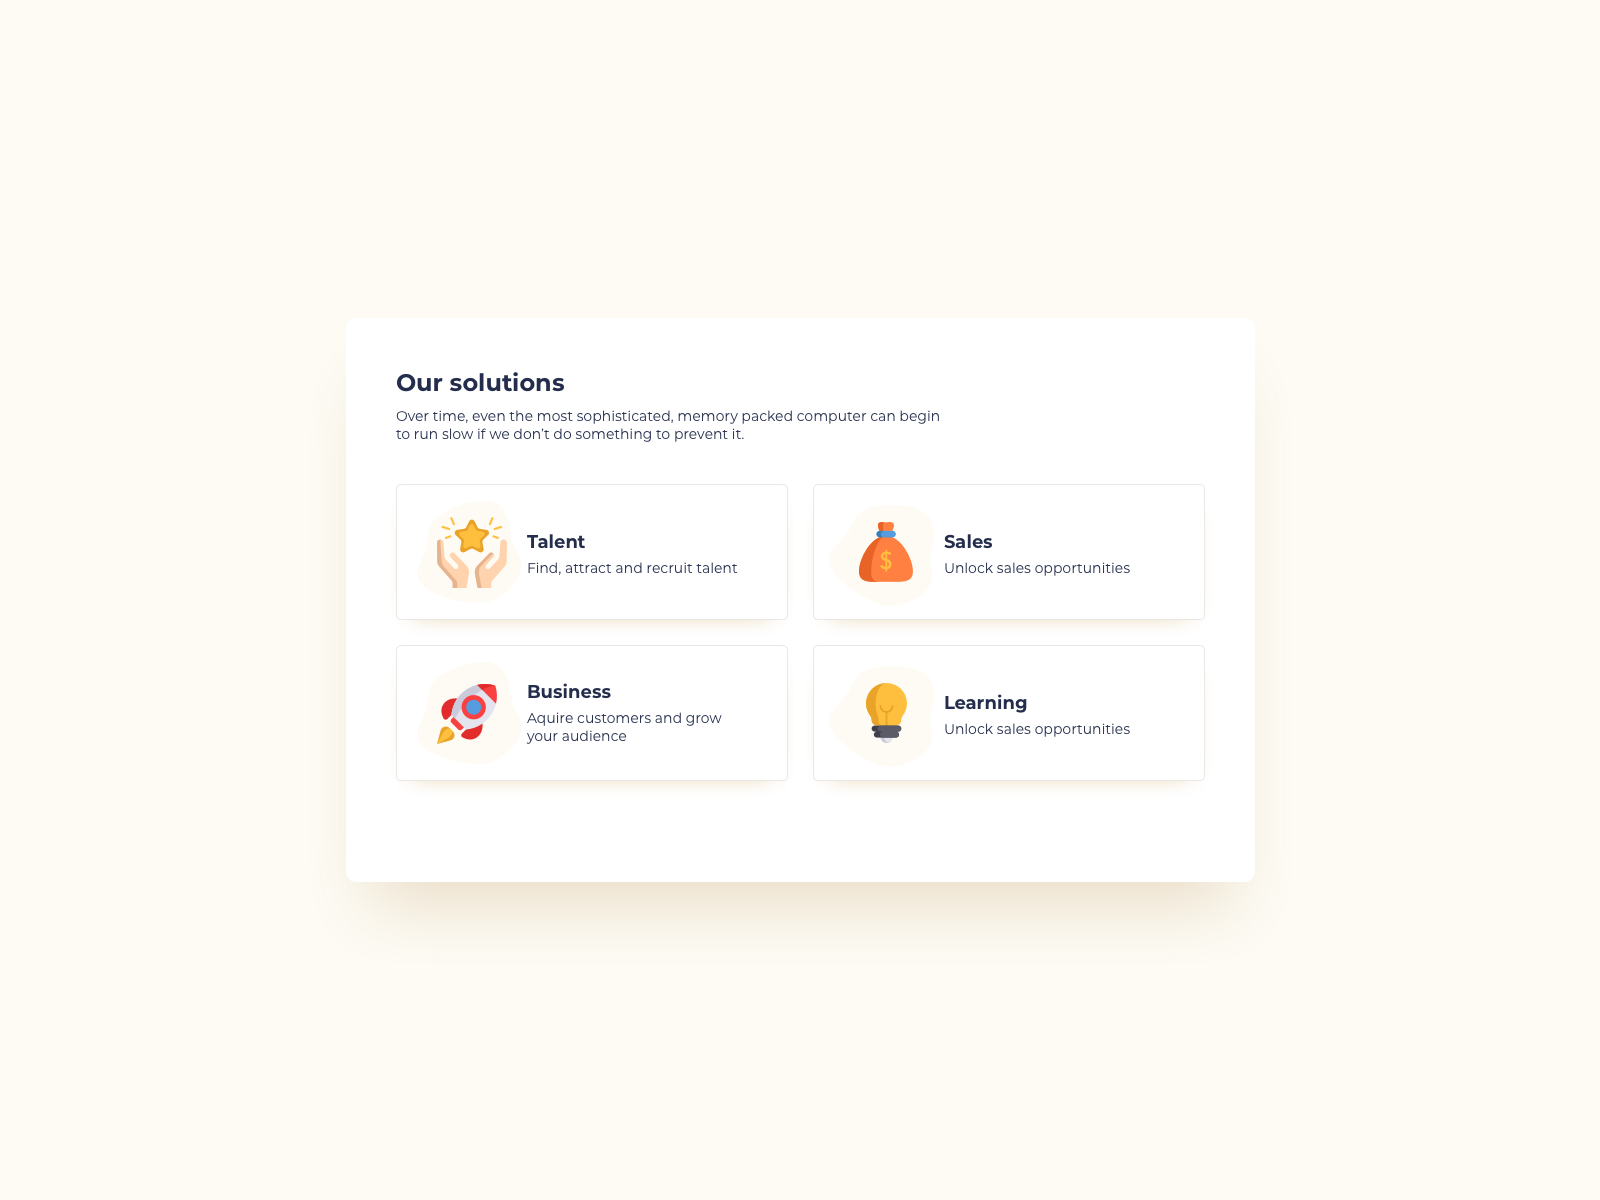 Our solutions
Over time, even the most sophisticated, memory packed computer can begin
to run slow if we don't do something to prevent it.
Talent
Find, attract and recruit talent
Sales
$
Unlock sales opportunities
Business
Aquire customers and grow
your audience
Learning
Unlock sales opportunities